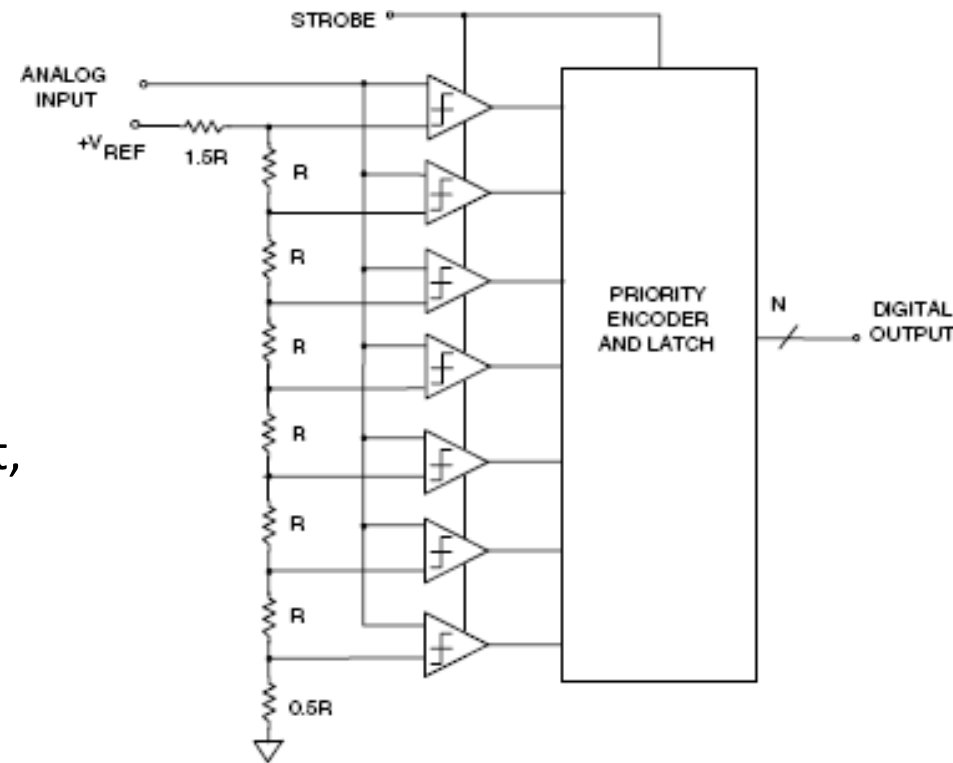 STROBE
ANALOG
INPUT
+VREF
1.5R
R
R
R
R
R
R
0.5R
PRIORITY
ENCODER
AND LATCH
N
DIGITAL
OUTPUT
t,